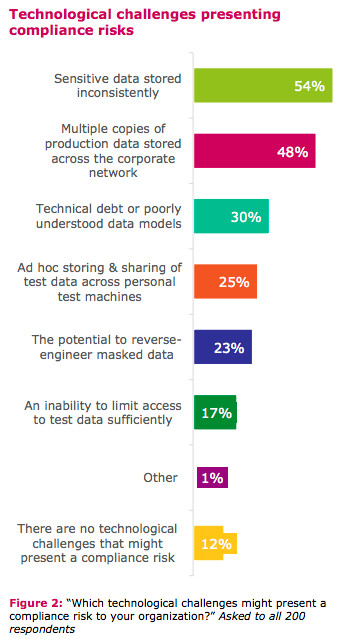 Technological challenges presenting
compliance risks
Sensitive data stored
inconsistently
54%
Multiple copies of
production data stored
across the corporate
network
48%
Technical debt or poorly
understood data models
30%
Ad hoc storing & sharing of
test data across personal
test machines
25%
The potential to reverse-
engineer masked data
23%
An inability to limit access
to test data sufficiently
17%
Other
1%
There are no technological
challenges that might
present a compliance risk
12%
Figure 2: “Which technological challenges might present a
compliance risk to your organization?” Asked to all 200
respondents